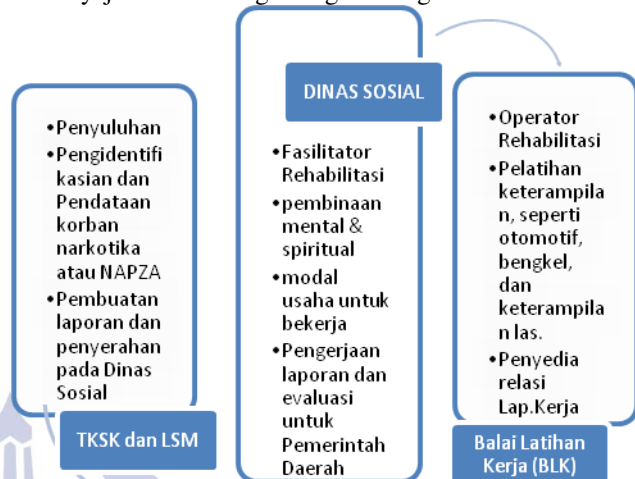 •Penyuluhan
•Pengidentifi
kasian dan
Pendataan
korban
narkotika
atau NAPZA
•Pembuatan
laporan dan
penyerahan
pada Dinas
Sosial
TKSK dan LSM
DINAS SOSIAL
•Fasilitator
Rehabilitasi
•pembinaan
mental &
spiritual
•modal
usaha untuk
bekerja
•Pengerjaan
laporan dan
evaluasi
untuk
Pemerintah
Daerah
•Operator
Rehabilitasi
•Pelatihan
keterampila
n, seperti
otomotif,
bengkel,
dan
keterampila
n las.
•Penyedia
relasi
Lap.Kerja
Balai Latihan
Kerja (BLK)